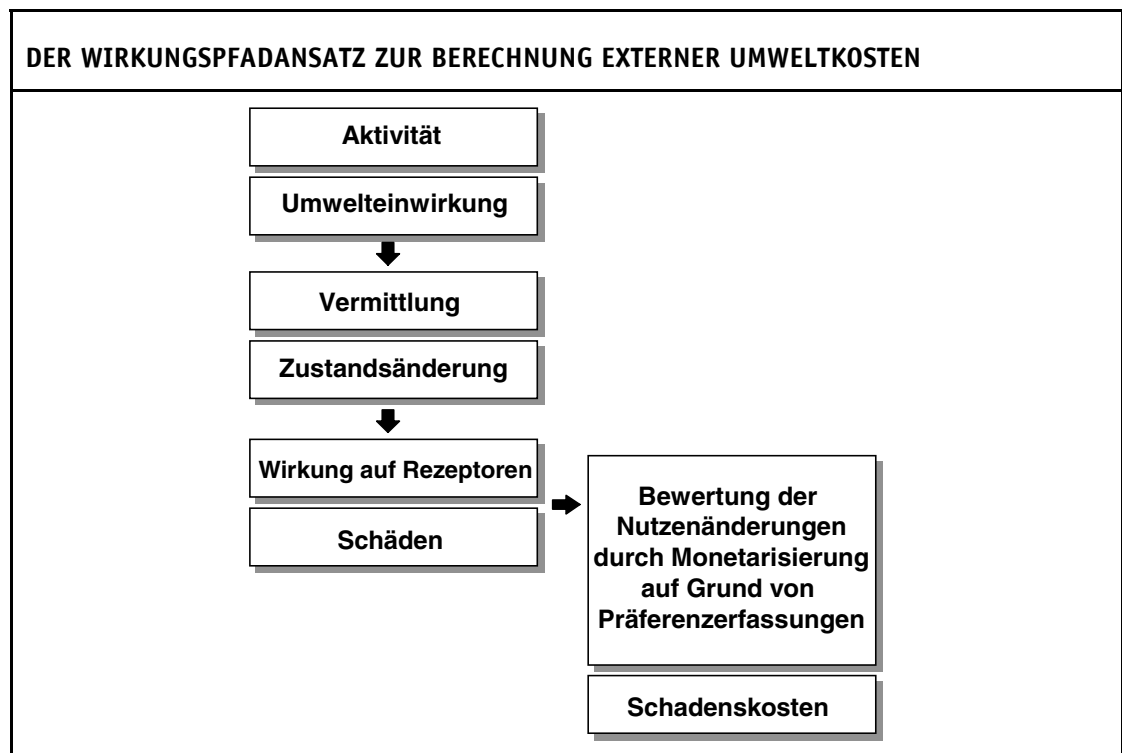 DER WIRKUNGSPFADANSATZ ZUR BERECHNUNG EXTERNER UMWELTKOSTEN
Aktivität
Umwelteinwirkung
Vermittlung
Zustandsänderung
Wirkung auf Rezeptoren
Schäden
Bewertung der
Nutzenänderungen
durch Monetarisierung
auf Grund von
Präferenzerfassungen
Schadenskosten